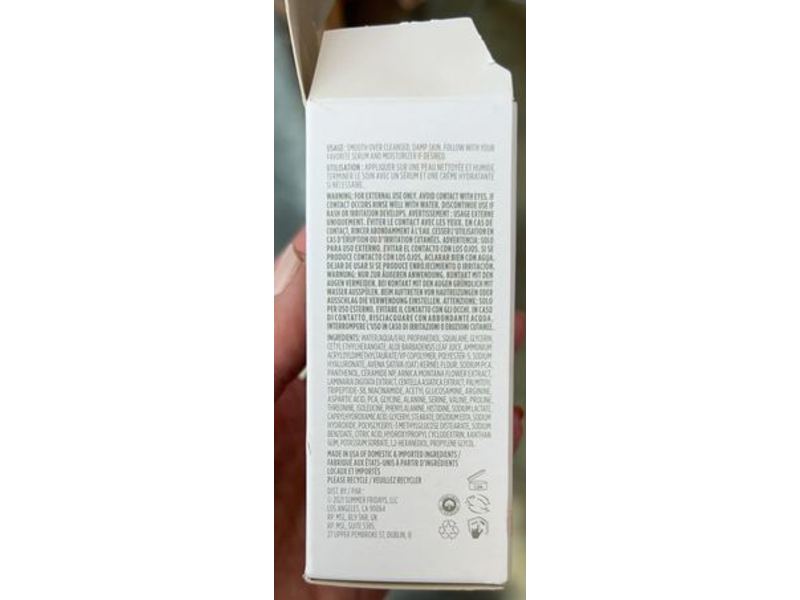 USAGE: SMOOTH OVER CLEANSED, DAMP SKIN. FOLLOW WITH YOUR
FAVORITE SERUM AND MOISTURIZER IF DESIRED.
UTILISATION : APPLIQUER SUR UNE PEAU NETTOYÉE ET HUMIDE.
TERMINER LE SOIN AVEC UN SÉRUM ET UNE CRÈME HYDRATANTE
SI NÉCESSAIRE.
WARNING: FOR EXTERNAL USE ONLY. AVOID CONTACT WITH EYES. IF
CONTACT OCCURS RINSE WELL WITH WATER. DISCONTINUE USE IF
RASH OR IRRITATION DEVELOPS. AVERTISSEMENT : USAGE EXTERNE
UNIQUEMENT. ÉVITER LE CONTACT AVEC LES YEUX. EN CAS DE
CONTACT, RINCER ABONDAMMENT À L'EAU. CESSER L'UTILISATION EN
CAS D'ÉRUPTION OU D'IRRITATION CUTANÉES. ADVERTENCIA: SOLO
PARA USO EXTERNO. EVITAR EL CONTACTO CON LOS OJOS. SI SE
PRODUCE CONTACTO CON LOS OJOS, ACLARAR BIEN CON AGUA.
DEJAR DE USAR SI SE PRODUCE ENROJECIMIENTO O IRRITACIÓN.
WARNUNG: NUR ZUR ÄUßEREN ANWENDUNG. KONTAKT MIT DEN
AUGEN VERMEIDEN. BEI KONTAKT MIT DEN AUGEN GRÜNDLICH MIT
WASSER AUSSPÜLEN. BEIM AUFTRETEN VON HAUTREIZUNGEN ODER
AUSSCHLAG DIE VERWENDUNG EINSTELLEN. ATTENZIONE: SOLO
PER USO ESTERNO. EVITARE IL CONTATTO CON GLI OCCHI. IN CASO
DI CONTATTO, RISCIACQUARE CON ABBONDANTE ACQUA.
INTERROMPERE L'USO IN CASO DI IRRITAZIONI O ERUZIONI CUTANEE.
INGREDIENTS: WATER/AQUA/EAU, PROPANEDIOL, SQUALANE, GLYCERIN,
CETYL ETHYLHEXANOATE, ALOE BARBADENSIS LEAF JUICE, AMMONIUM
ACRYLOYLDIMETHYLTAURATE/VP COPOLYMER, POLYESTER-5, SODIUM
HYALURONATE, AVENA SATIVA (OAT) KERNEL FLOUR, SODIUM PCA,
PANTHENOL, CERAMIDE NP, ARNICA MONTANA FLOWER EXTRACT,
LAMINARIA DIGITATA EXTRACT, CENTELLA ASIATICA EXTRACT, PALMITOYL
TRIPEPTIDE-58, NIACINAMIDE, ACETYL GLUCOSAMINE, ARGININE,
ASPARTIC ACID, PCA, GLYCINE, ALANINE, SERINE, VALINE, PROLINE,
THREONINE, ISOLEUCINE, PHENYLALANINE, HISTIDINE, SODIUM LACTATE,
CAPRYLHYDROXAMIC ACID, GLYCERYL STEARATE, DISODIUM EDTA, SODIUM
HYDROXIDE, POLYGLYCERYL-3 METHYLGLUCOSE DISTEARATE, SODIUM
BENZOATE, CITRIC ACID, HYDROXYPROPYL CYCLODEXTRIN, XANTHAN
GUM, POTASSIUM SORBATE, 1,2-HEXANEDIOL, PROPYLENE GLYCOL.
MADE IN USA OF DOMESTIC & IMPORTED INGREDIENTS /
FABRIQUÉ AUX ÉTATS-UNIS À PARTIR D'INGRÉDIENTS
LOCAUX ET IMPORTÉS
PLEASE RECYCLE / VEUILLEZ RECYCLER
DIST. BY / PAR :
© 2021 SUMMER FRIDAYS, LLC
LOS ANGELES, CA 90064
RP: MSL, BL9 5NR, UK
RP: MSL, SUITE
27 UPPER PEMBROKE ST, DUBLIN, II